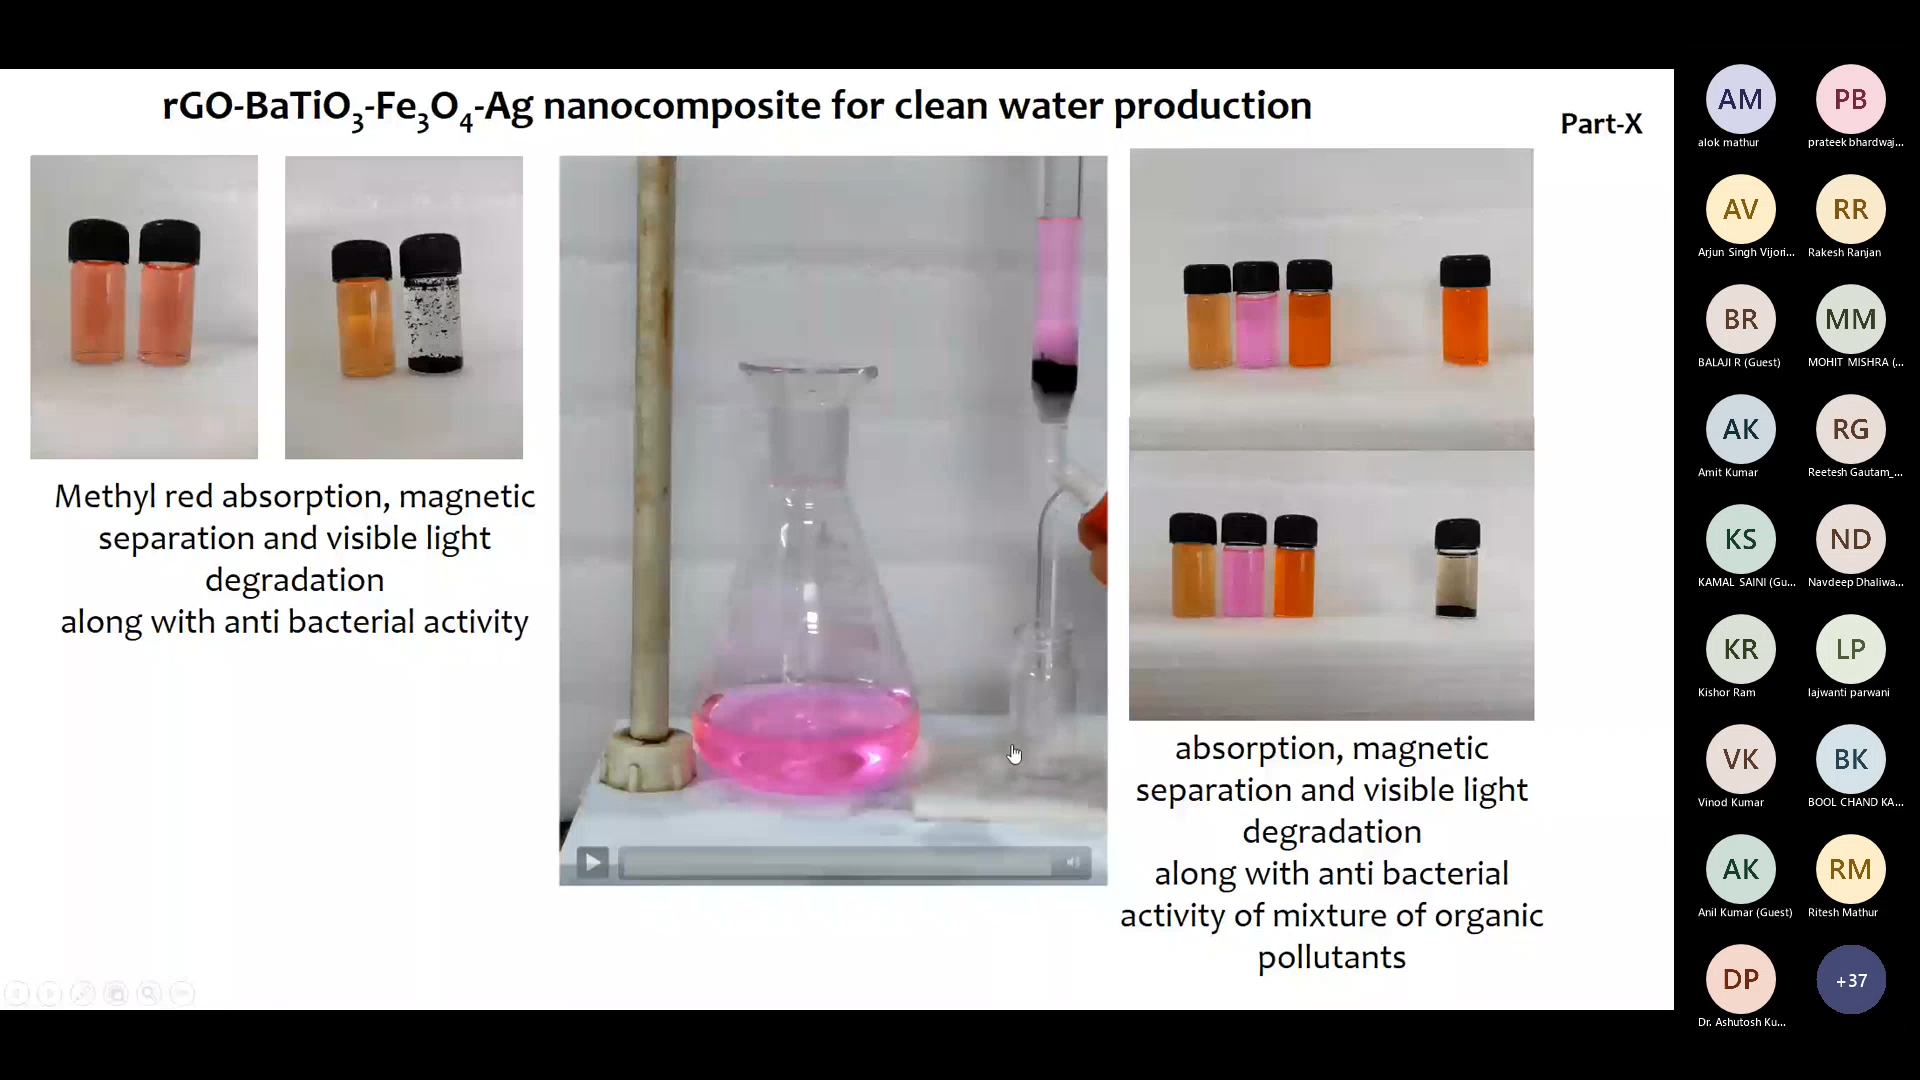 rGO-BaTiO₃-Fe₃O₄-Ag nanocomposite for clean water production
Part-X
Methyl red absorption, magnetic
separation and visible light
degradation
along with anti bacterial activity
absorption, magnetic
separation and visible light
degradation
along with anti bacterial
activity of mixture of organic
pollutants
AM
alok mathur
PB
prateek bhardwaj...
AV
Arjun Singh Vijori...
RR
Rakesh Ranjan
BR
BALAJI R (Guest)
MM
MOHIT MISHRA (...
AK
Amit Kumar
RG
Reetesh Gautam_...
KS
KAMAL SAINI (Gu...
ND
Navdeep Dhaliwa...
KR
Kishor Ram
LP
lajwanti parwani
VK
Vinod Kumar
BK
BOOL CHAND KA...
AK
Anil Kumar (Guest)
RM
Ritesh Mathur
DP
Dr. Ashutosh Ku...
+37